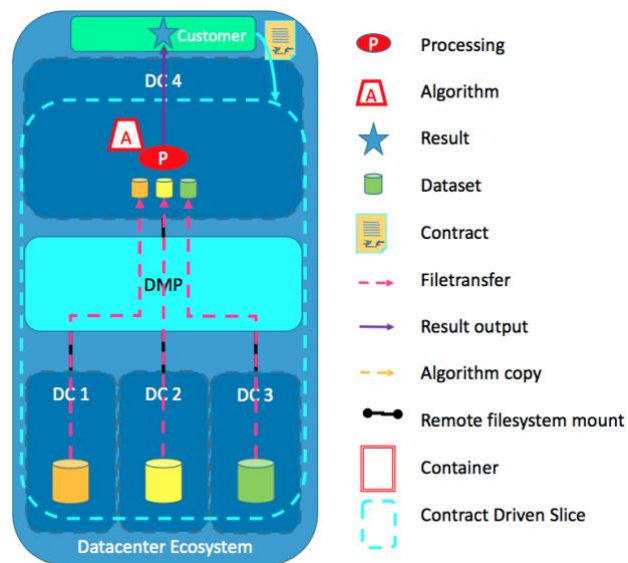 Customer
DC 4
A
P
DMP
DC 1
DC 2
DC 3
Datacenter Ecosystem
P
Processing
A
Algorithm
Result
Dataset
Contract
Filetransfer
Result output
Algorithm copy
Remote filesystem mount
Container
Contract Driven Slice